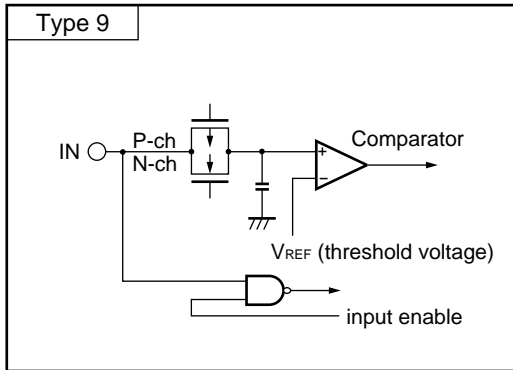 Type 9
IN
P-ch
N-ch
Comparator
+
−
VREF (threshold voltage)
input enable